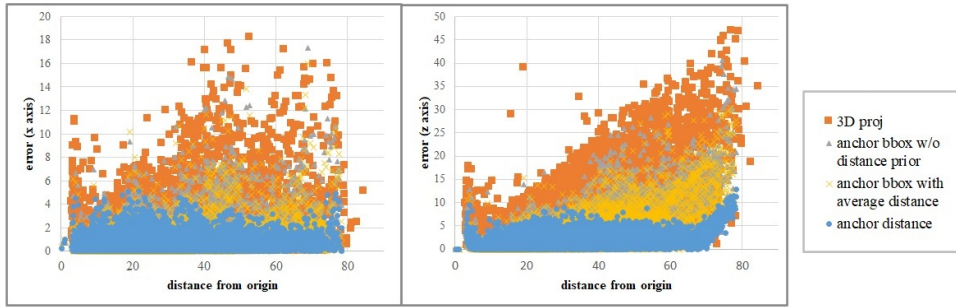 20
18
16
14
12
10
8
6
4
2
0
error (x axis)
0 20 40 60 80 100
distance from origin
50
45
40
35
30
25
20
15
10
5
0
error (z axis)
0 20 40 60 80 100
distance from origin
3D proj
anchor bbox w/o
distance prior
anchor bbox with
average distance
anchor distance